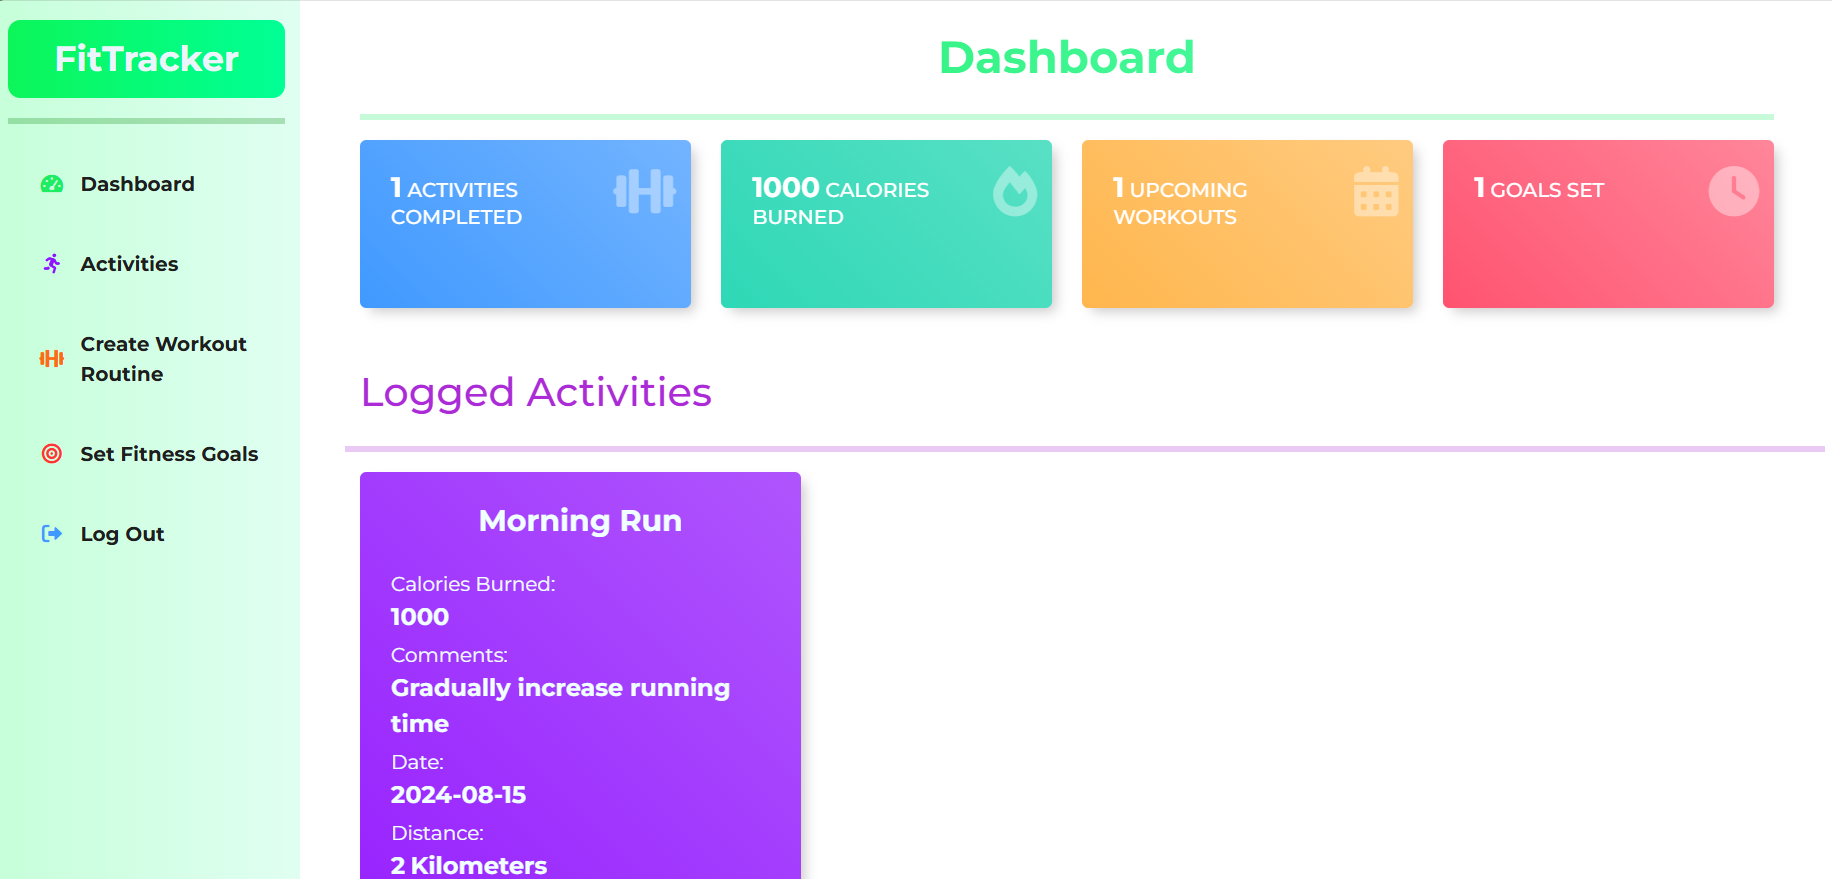 FitTracker
Dashboard
Activities
Create Workout
Routine
Set Fitness Goals
Log Out
Dashboard
1 ACTIVITIES
COMPLETED
1000 CALORIES
BURNED
1 UPCOMING
WORKOUTS
1 GOALS SET
Logged Activities
Morning Run
Calories Burned:
1000
Comments:
Gradually increase running
time
Date:
2024-08-15
Distance:
2 Kilometers